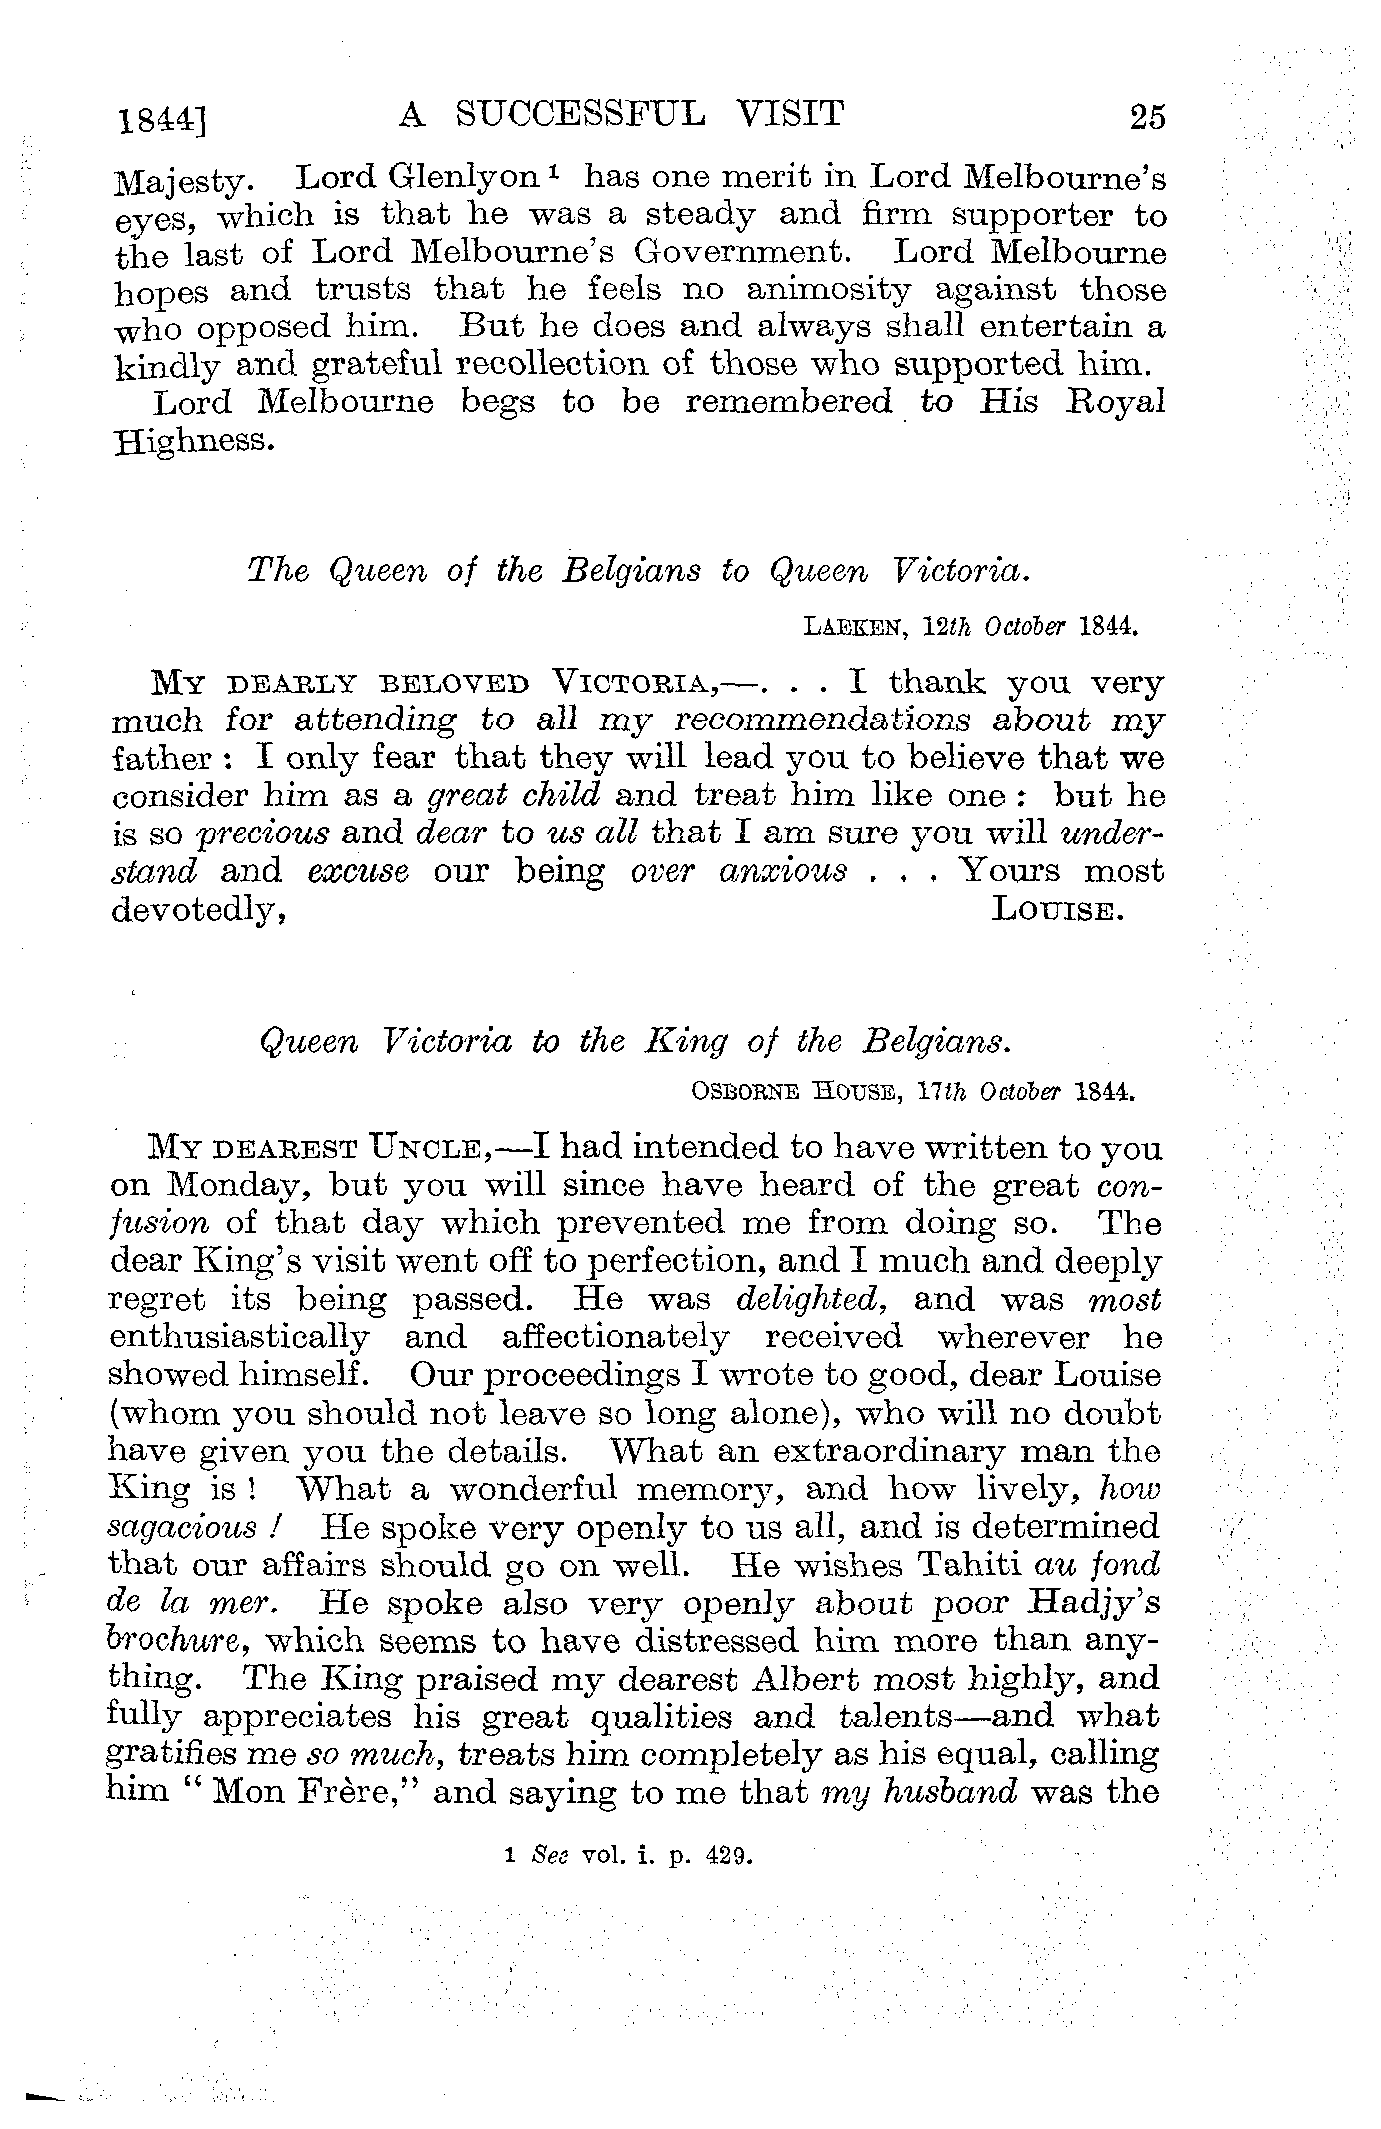 1844] A SUCCESSFUL VISIT 25
Majesty. Lord Glenlyon¹ has one merit in Lord Melbourne's
eyes, which is that he was a steady and firm supporter to
the last of Lord Melbourne's Government. Lord Melbourne
hopes and trusts that he feels no animosity against those
who opposed him. But he does and always shall entertain a
kindly and grateful recollection of those who supported him.
Lord Melbourne begs to be remembered to His Royal
Highness.
The Queen of the Belgians to Queen Victoria.
LAEKEN, 12th October 1844.
MY DEARLY BELOVED VICTORIA,—. . . I thank you very
much for attending to all my recommendations about my
father : I only fear that they will lead you to believe that we
consider him as a great child and treat him like one : but he
is so precious and dear to us all that I am sure you will under-
stand and excuse our being over anxious . . . Yours most
devotedly, LOUISE.
Queen Victoria to the King of the Belgians.
OSBORNE HOUSE, 17th October 1844.
MY DEAREST UNCLE,—I had intended to have written to you
on Monday, but you will since have heard of the great con-
fusion of that day which prevented me from doing so. The
dear King's visit went off to perfection, and I much and deeply
regret its being passed. He was delighted, and was most
enthusiastically and affectionately received wherever he
showed himself. Our proceedings I wrote to good, dear Louise
(whom you should not leave so long alone), who will no doubt
have given you the details. What an extraordinary man the
King is ! What a wonderful memory, and how lively, how
sagacious ! He spoke very openly to us all, and is determined
that our affairs should go on well. He wishes Tahiti au fond
de la mer. He spoke also very openly about poor Hadjy's
brochure, which seems to have distressed him more than any-
thing. The King praised my dearest Albert most highly, and
fully appreciates his great qualities and talents—and what
gratifies me so much, treats him completely as his equal, calling
him " Mon Frère," and saying to me that my husband was the
1 See vol. i. p. 429.